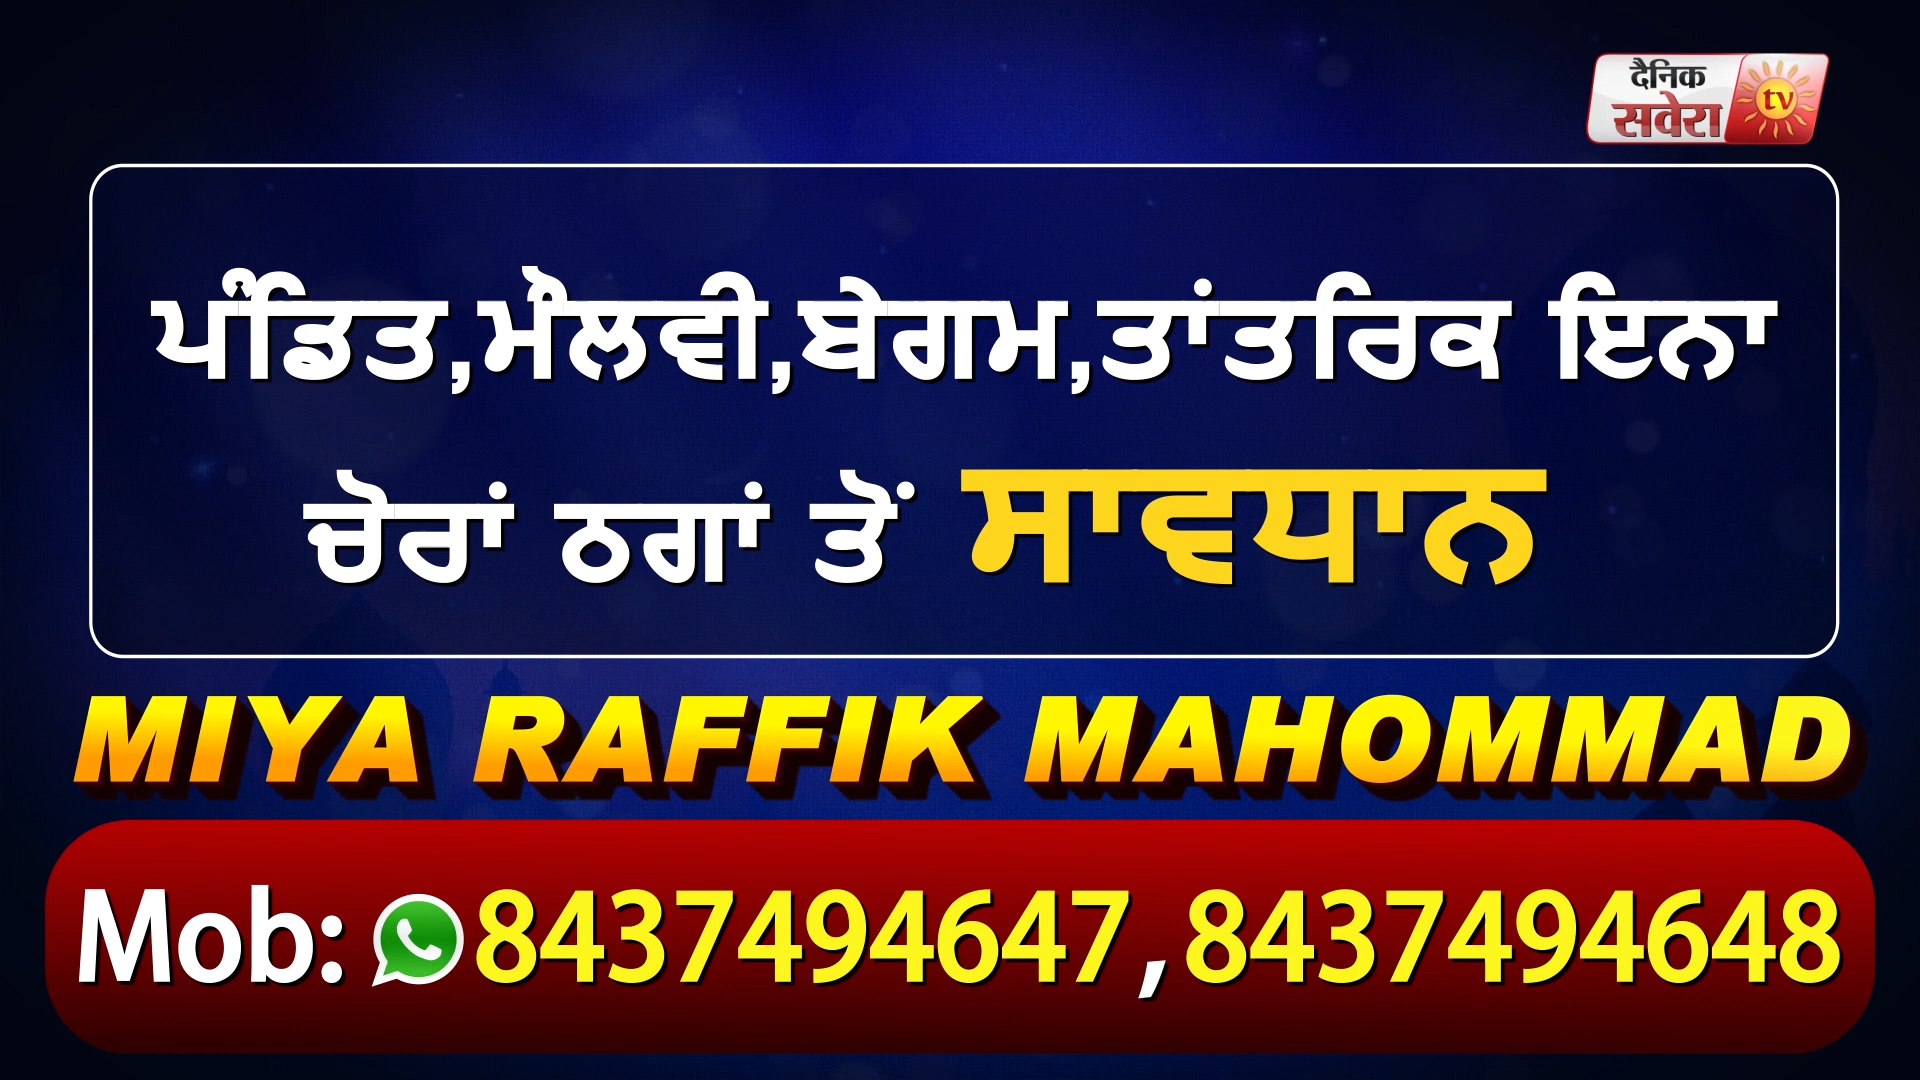 दैनिक
सवेरा tv
ਪੰਡਿਤ,ਮੌਲਵੀ,ਬੇਗਮ,ਤਾਂਤਰਿਕ ਇਨਾ
ਚੋਰਾਂ ਠਗਾਂ ਤੋਂ ਸਾਵਧਾਨ
MIYA RAFFIK MAHOMMAD
Mob: 8437494647, 8437494648